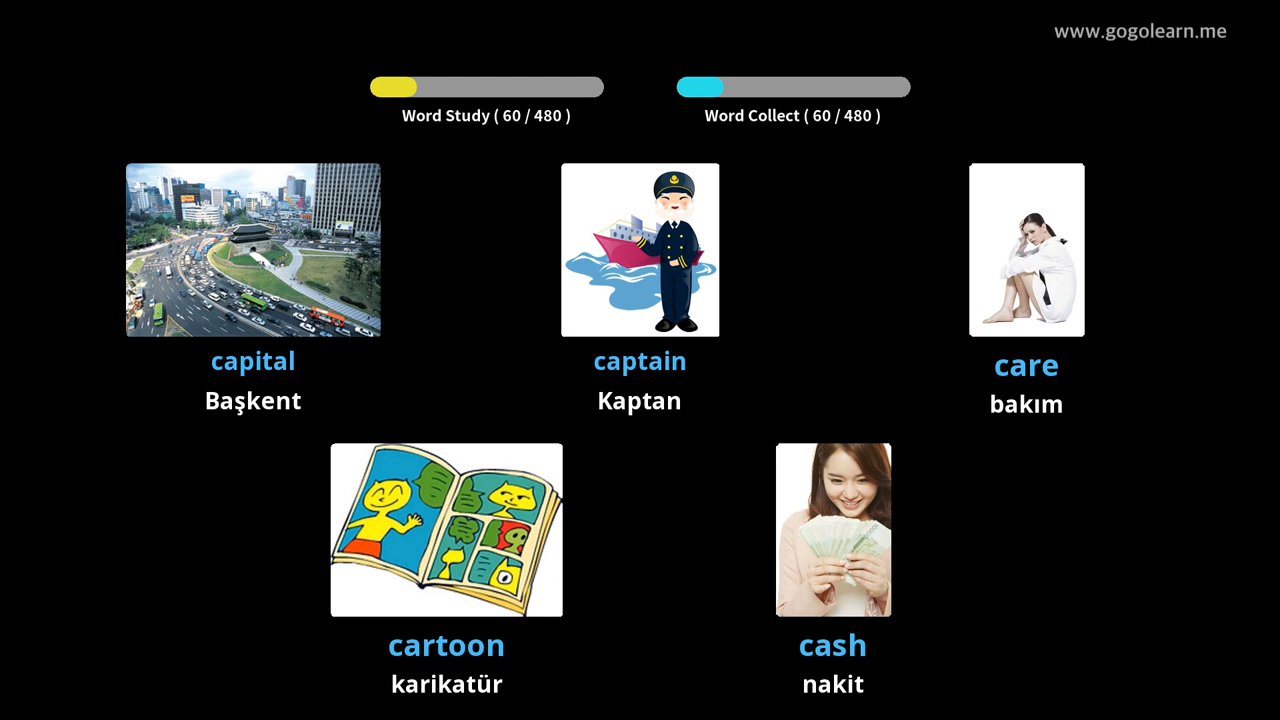 www.gogolearn.me
Word Study ( 60 / 480 )
Word Collect ( 60 / 480 )
capital
Başkent
captain
Kaptan
care
bakım
cartoon
karikatür
cash
nakit